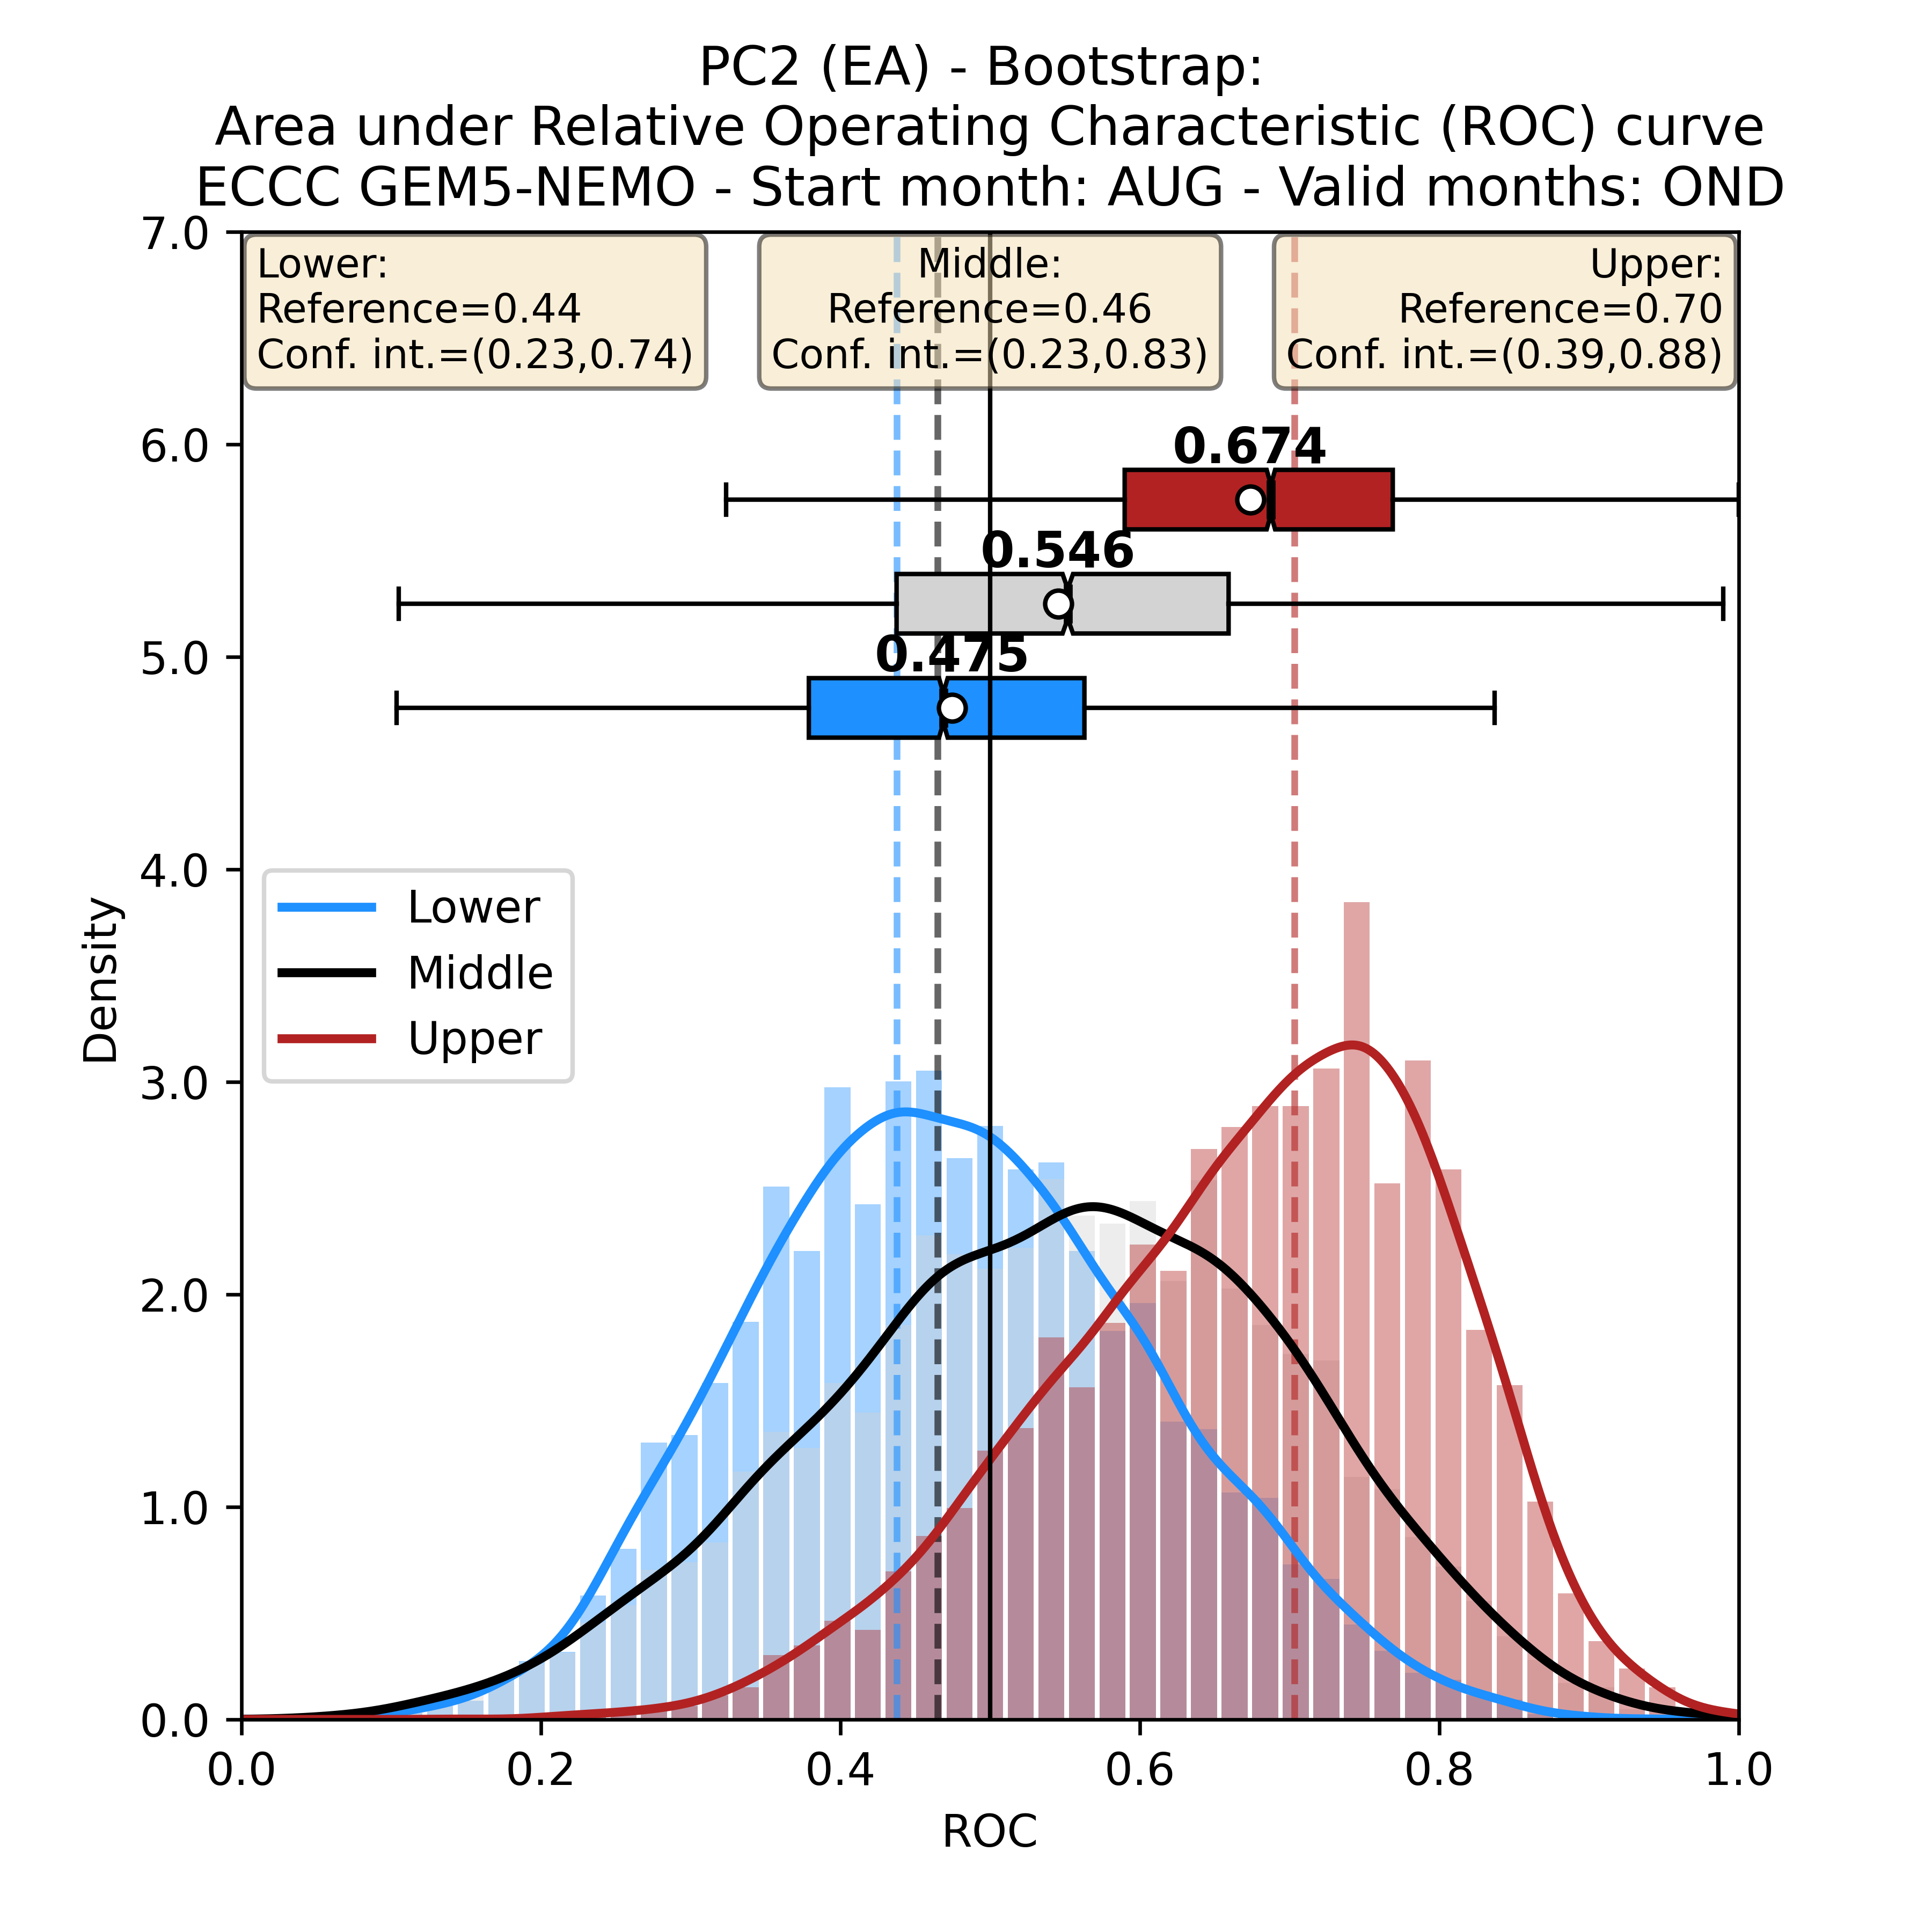 PC2 (EA) - Bootstrap:
Area under Relative Operating Characteristic (ROC) curve
ECCC GEM5-NEMO - Start month: AUG - Valid months: OND
Lower:
Reference=0.44
Conf. int.=(0.23,0.74)
Middle:
Reference=0.46
Conf. int.=(0.23,0.83)
Upper:
Reference=0.70
Conf. int.=(0.39,0.88)
0.674
0.546
0.475
Lower
Middle
Upper
Density
7.0
6.0
5.0
4.0
3.0
2.0
1.0
0.0
0.0 0.2 0.4 0.6 0.8 1.0
ROC